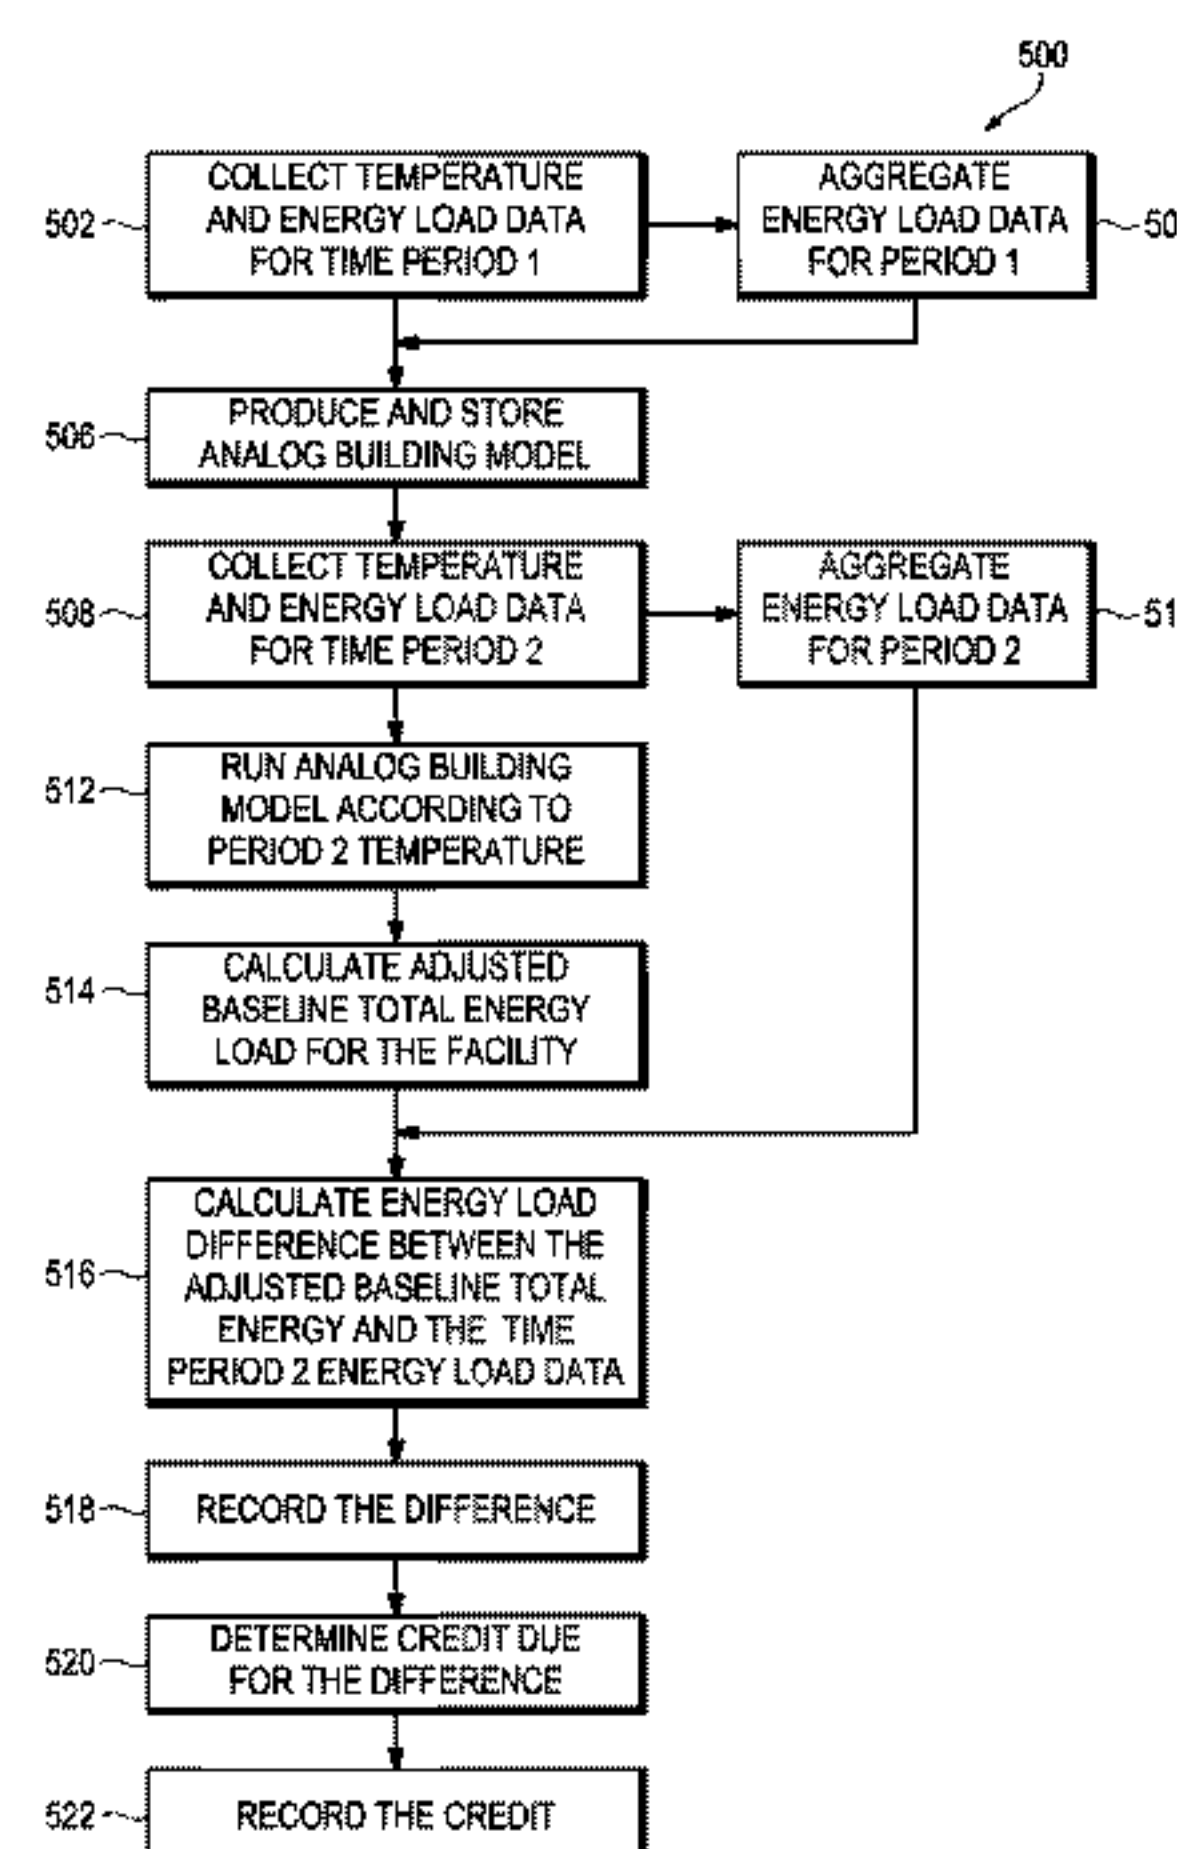 500
COLLECT TEMPERATURE
AND ENERGY LOAD DATA
FOR TIME PERIOD 1
502
AGGREGATE
ENERGY LOAD DATA
FOR PERIOD 1
50
PRODUCE AND STORE
ANALOG BUILDING MODEL
506
COLLECT TEMPERATURE
AND ENERGY LOAD DATA
FOR TIME PERIOD 2
508
AGGREGATE
ENERGY LOAD DATA
FOR PERIOD 2
51
RUN ANALOG BUILDING
MODEL ACCORDING TO
PERIOD 2 TEMPERATURE
512
CALCULATE ADJUSTED
BASELINE TOTAL ENERGY
LOAD FOR THE FACILITY
514
CALCULATE ENERGY LOAD
DIFFERENCE BETWEEN THE
ADJUSTED BASELINE TOTAL
ENERGY AND THE TIME
PERIOD 2 ENERGY LOAD DATA
516
RECORD THE DIFFERENCE
518
DETERMINE CREDIT DUE
FOR THE DIFFERENCE
520
RECORD THE CREDIT
522